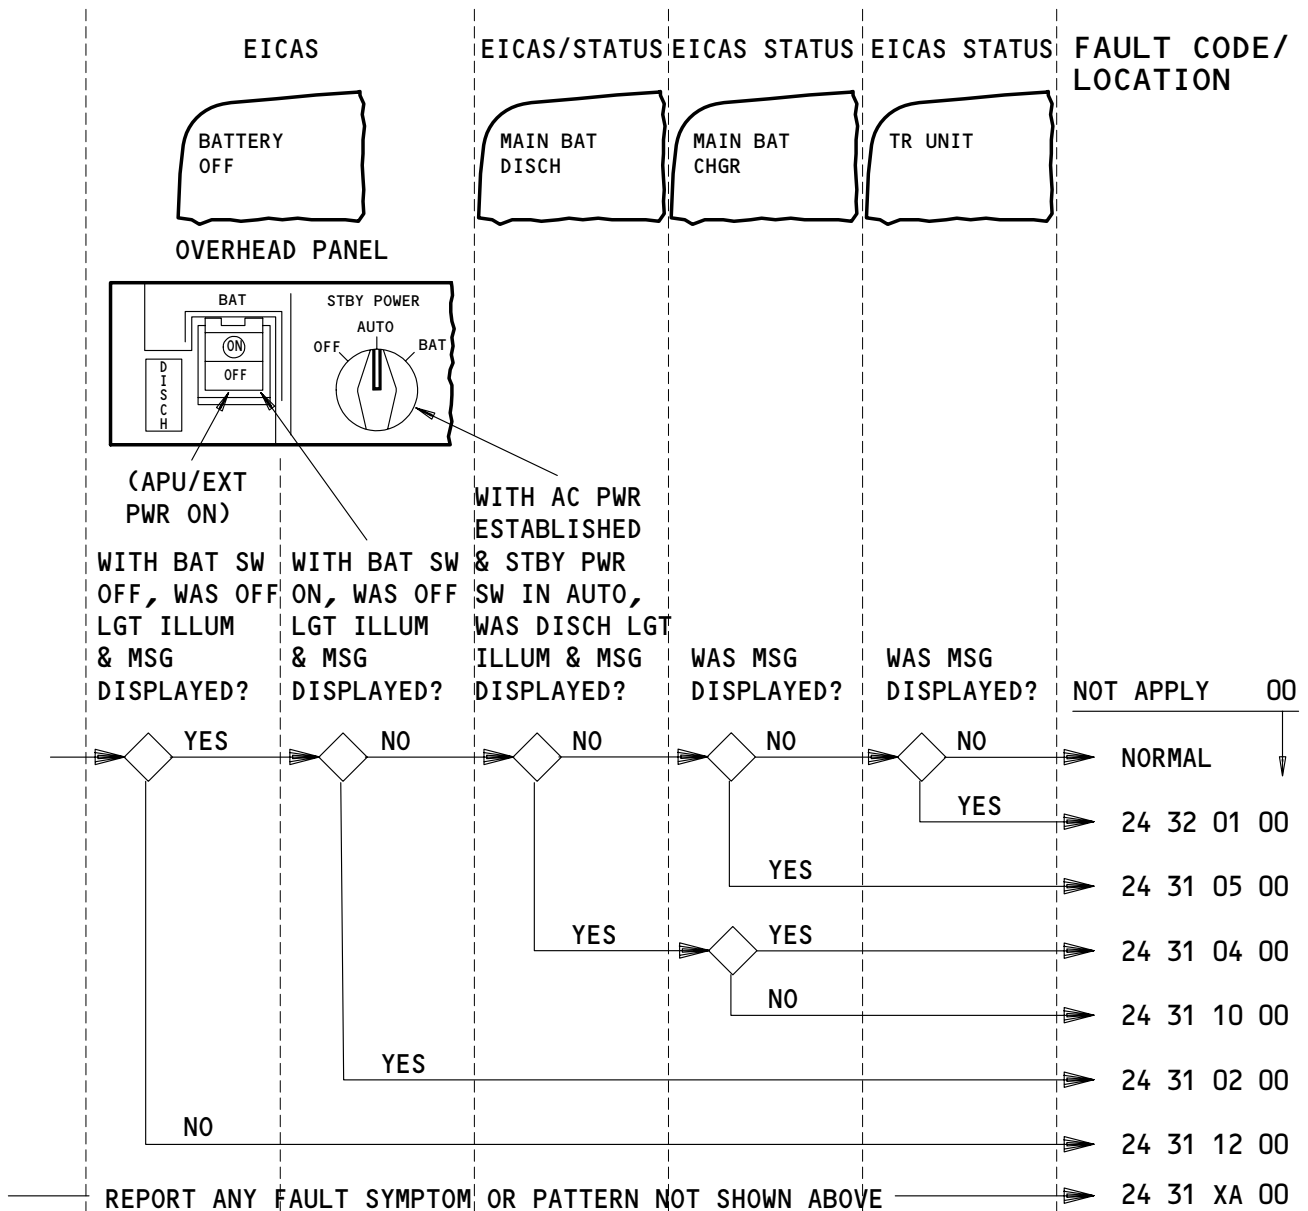 EICAS
EICAS/STATUS
EICAS STATUS
EICAS STATUS
FAULT CODE/
LOCATION
BATTERY
OFF
MAIN BAT
DISCH
MAIN BAT
CHGR
TR UNIT
OVERHEAD PANEL
BAT
ON
OFF
DISCH
STBY POWER
AUTO
OFF
BAT
(APU/EXT
PWR ON)
WITH BAT SW
OFF, WAS OFF
LGT ILLUM
& MSG
DISPLAYED?
WITH BAT SW
ON, WAS OFF
LGT ILLUM
& MSG
DISPLAYED?
WITH AC PWR
ESTABLISHED
& STBY PWR
SW IN AUTO,
WAS DISCH LGT
ILLUM & MSG
DISPLAYED?
WAS MSG
DISPLAYED?
WAS MSG
DISPLAYED?
NOT APPLY 00
YES
NO
NO
NO
NO
NORMAL
YES
24 32 01 00
YES
24 31 05 00
YES
YES
24 31 04 00
NO
24 31 10 00
YES
24 31 02 00
NO
24 31 12 00
REPORT ANY FAULT SYMPTOM OR PATTERN NOT SHOWN ABOVE
24 31 XA 00